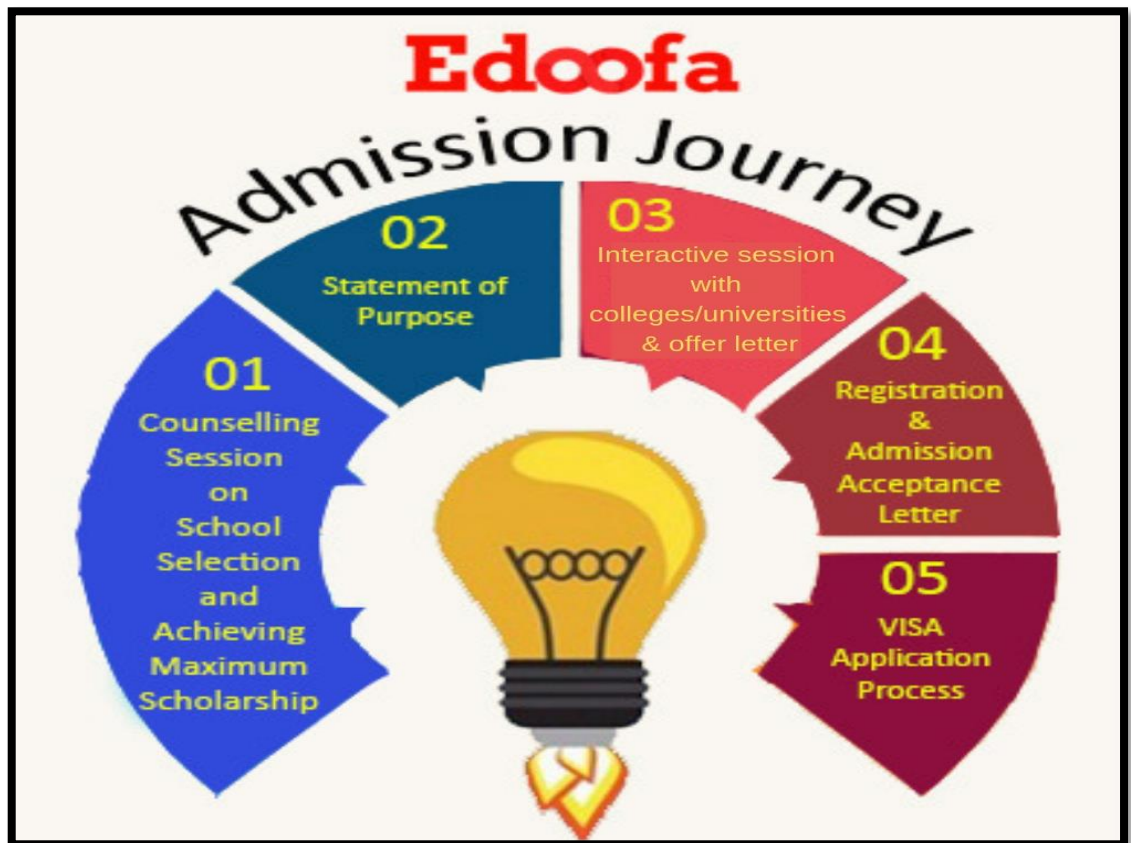 Edoofa
Admission Journey
01
Counselling
Session
on
School
Selection
and
Achieving
Maximum
Scholarship
02
Statement of
Purpose
03
Interactive session
with
colleges/universities
& offer letter
04
Registration
&
Admission
Acceptance
Letter
05
VISA
Application
Process